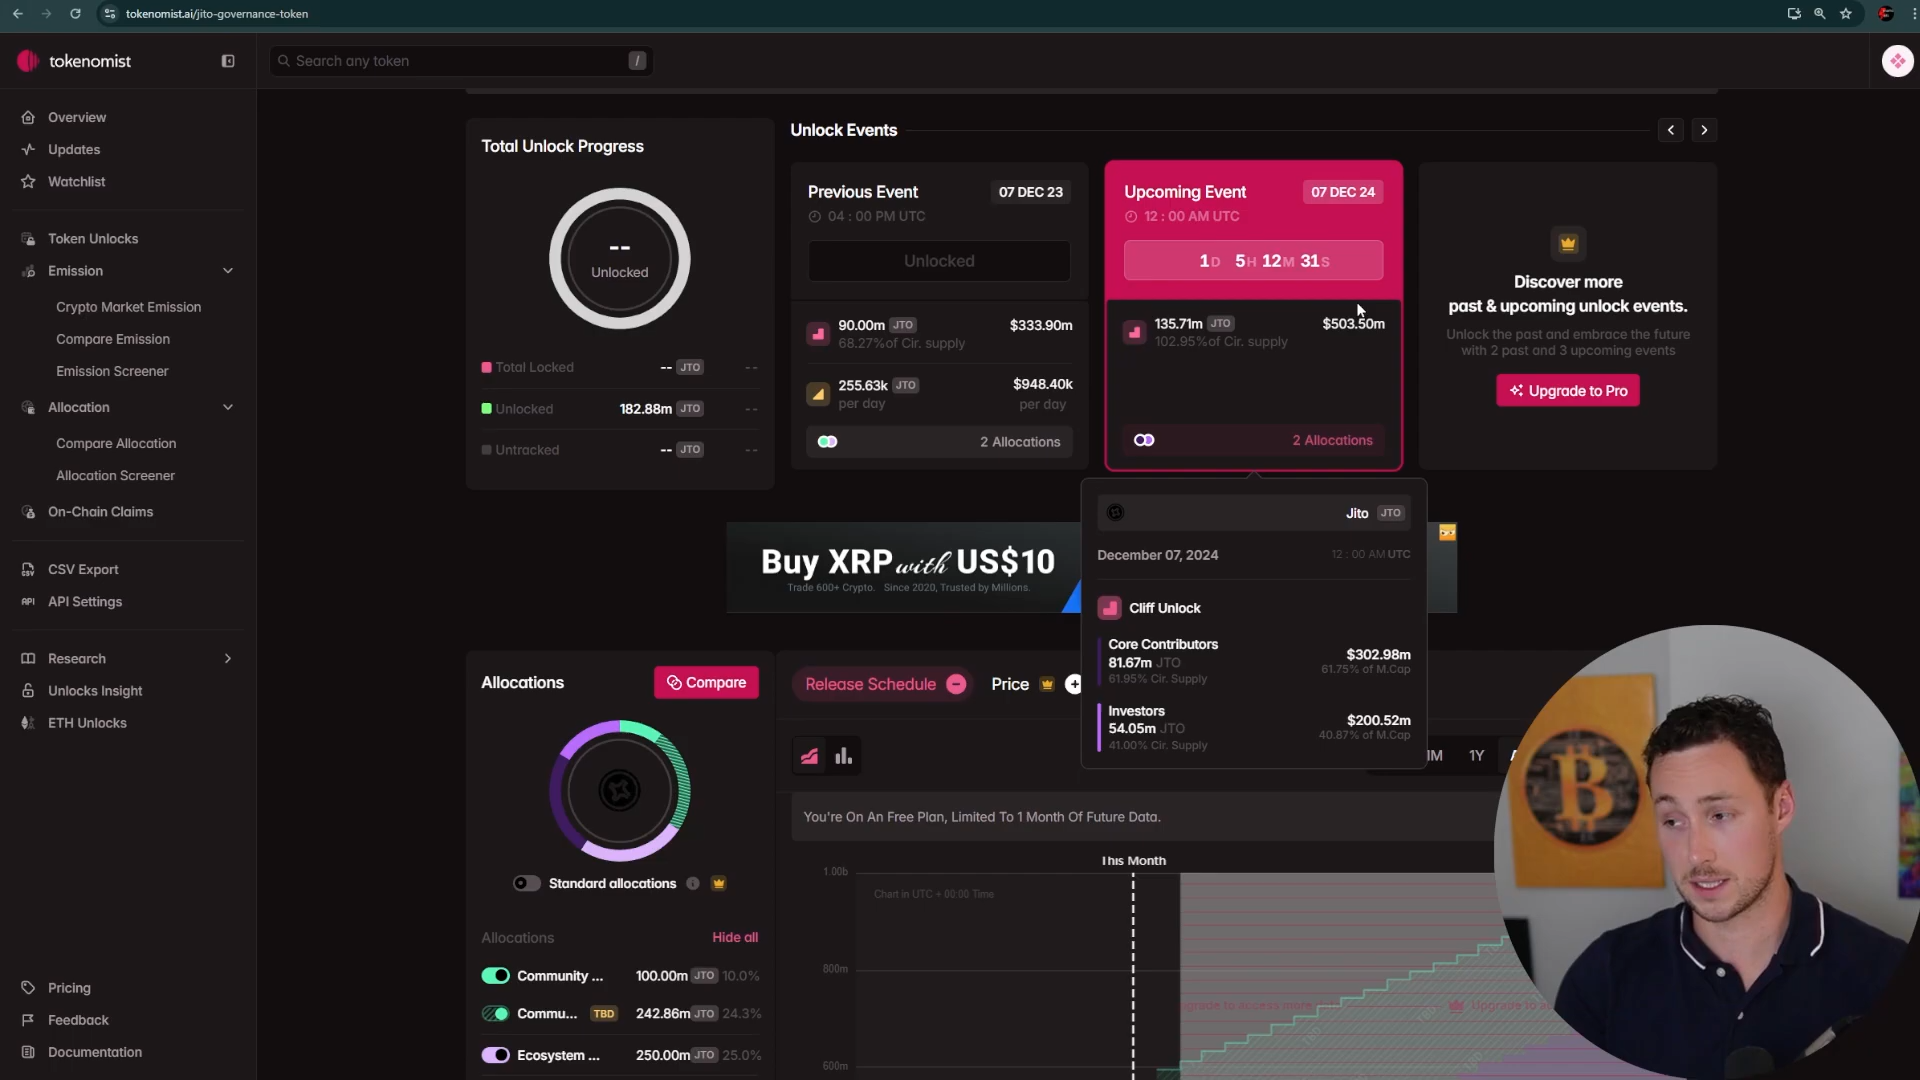 tokenomist.ai/jito-governance-token
tokenomist
Search any token
/
Overview
Updates
Watchlist
Token Unlocks
Emission
Crypto Market Emission
Compare Emission
Emission Screener
Allocation
Compare Allocation
Allocation Screener
On-Chain Claims
CSV Export
API Settings
Research
Unlocks Insight
ETH Unlocks
Pricing
Feedback
Documentation
Total Unlock Progress
--
Unlocked
Total Locked -- JTO --
Unlocked 182.88m JTO --
Untracked -- JTO --
Unlock Events
Previous Event 07 DEC 23
04 : 00 PM UTC
Unlocked
90.00m JTO $333.90m
68.27%of Cir. supply
255.63k JTO $948.40k
per day per day
2 Allocations
Upcoming Event 07 DEC 24
12 : 00 AM UTC
1D 5H 12M 31S
135.71m JTO $503.50m
102.95%of Cir. supply
2 Allocations
Discover more
past & upcoming unlock events.
Unlock the past and embrace the future
with 2 past and 3 upcoming events
Upgrade to Pro
Jito JTO
December 07, 2024 12 : 00 AM UTC
Cliff Unlock
Core Contributors
81.67m JTO $302.98m
61.95% Cir. Supply 61.75% of M.Cap
Investors
54.05m JTO $200.52m
41.00% Cir. Supply 40.87% of M.Cap
Buy XRP with US$10
Trade 600+ Crypto. Since 2020, Trusted by Millions.
Allocations Compare
Standard allocations
Allocations Hide all
Community ... 100.00m JTO 10.0%
Commu... TBD 242.86m JTO 24.3%
Ecosystem ... 250.00m JTO 25.0%
Release Schedule Price
1Y
You're On An Free Plan, Limited To 1 Month Of Future Data.
This Month
1.00b
Chart in UTC + 00:00 Time
800m
600m